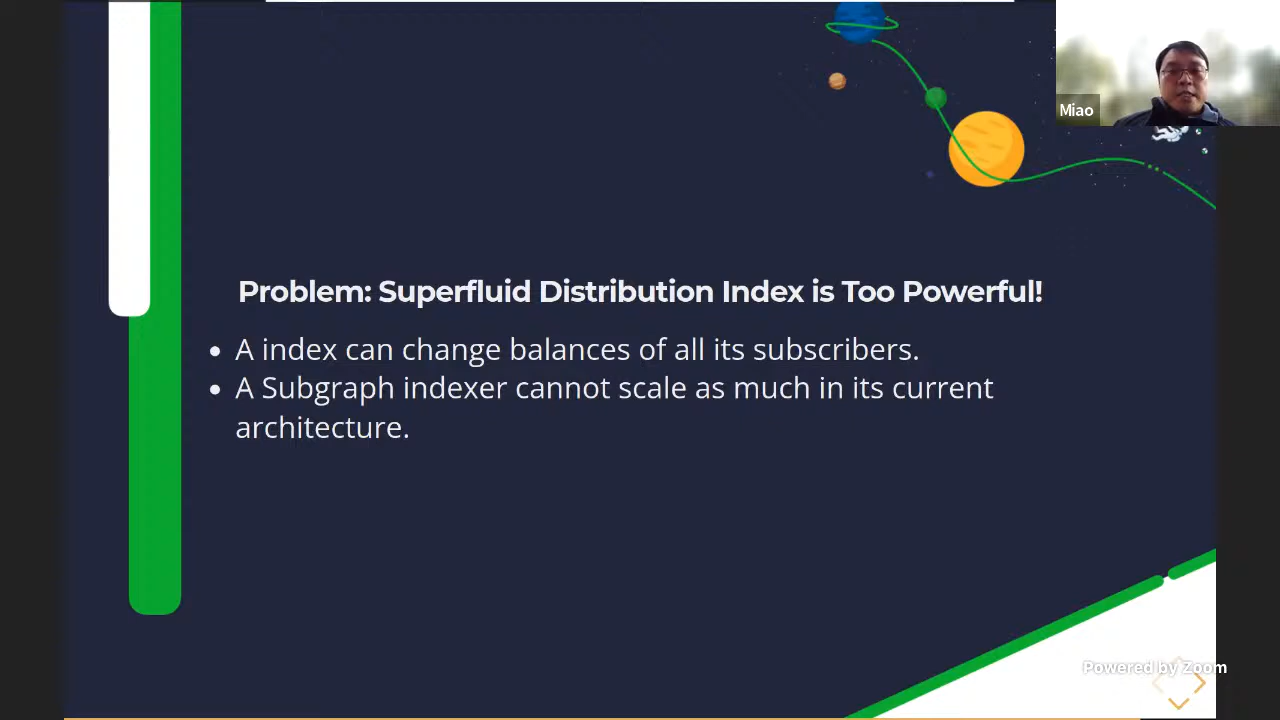 Miao
Problem: Superfluid Distribution Index is Too Powerful!
• A index can change balances of all its subscribers.
• A Subgraph indexer cannot scale as much in its current
architecture.
Powered by Zoom